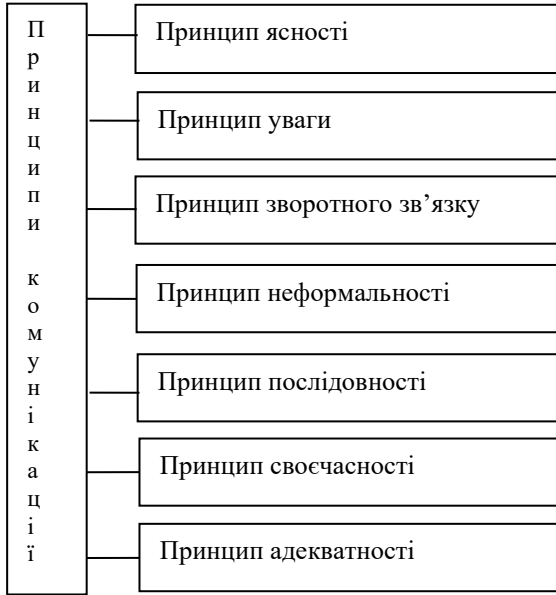 Принципи комунікації
Принцип ясності
Принцип уваги
Принцип зворотного зв’язку
Принцип неформальності
Принцип послідовності
Принцип своєчасності
Принцип адекватності